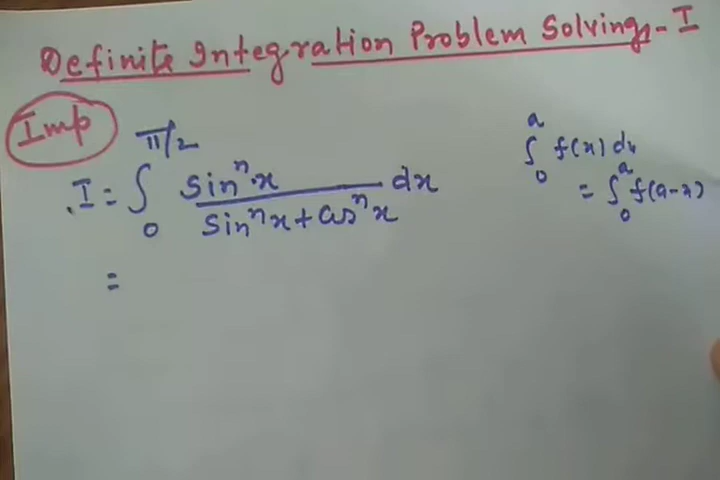 Definite Integration Problem Solving - I
Imp
I = ∫₀^π/2 sinⁿx / (sinⁿx + cosⁿx) dx
=
∫₀^a f(x) dx
= ∫₀^a f(a-x)